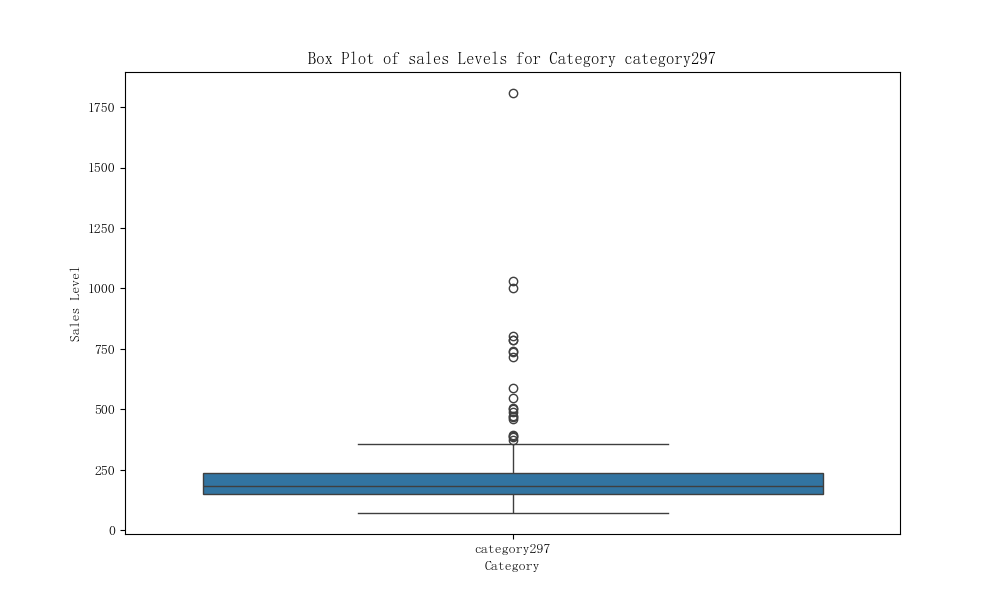 Box Plot of sales Levels for Category category297
1750
1500
1250
1000
750
500
250
0
Sales Level
category297
Category